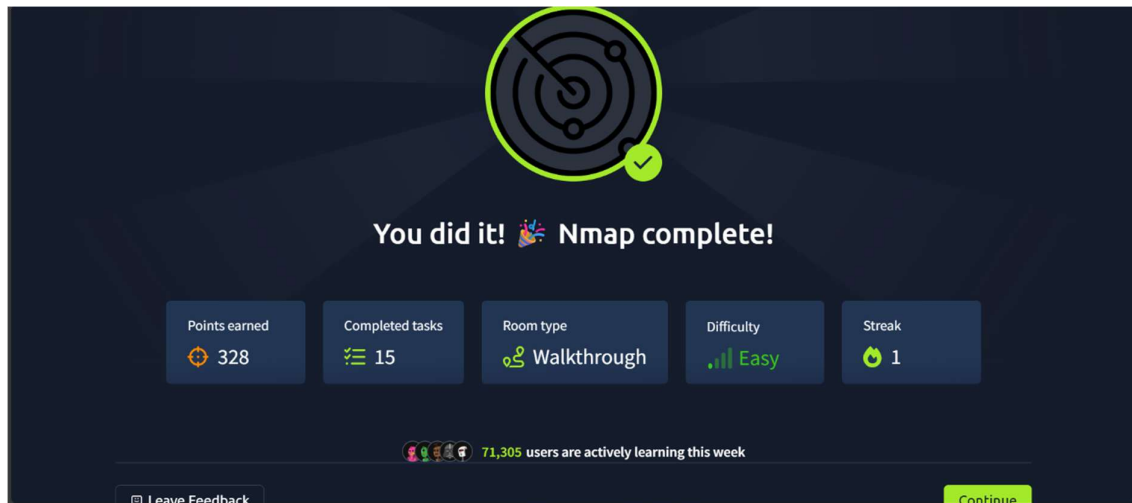 You did it! 🎉 Nmap complete!
Points earned
328
Completed tasks
15
Room type
Walkthrough
Difficulty
Easy
Streak
1
71,305 users are actively learning this week
Leave Feedback
Continue